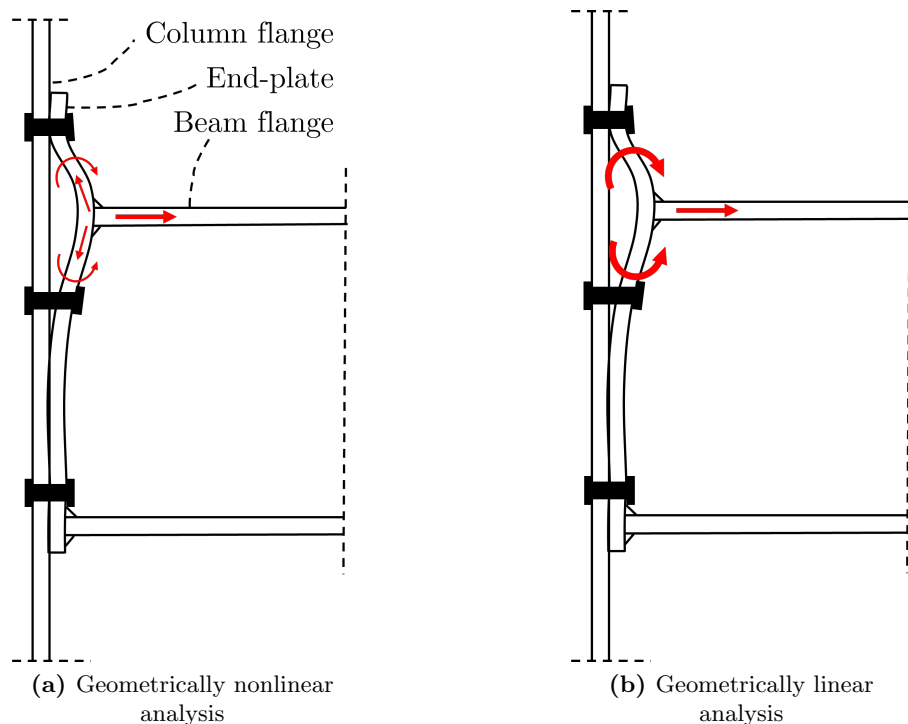 Column flange
End-plate
Beam flange
(a) Geometrically nonlinear
analysis
(b) Geometrically linear
analysis